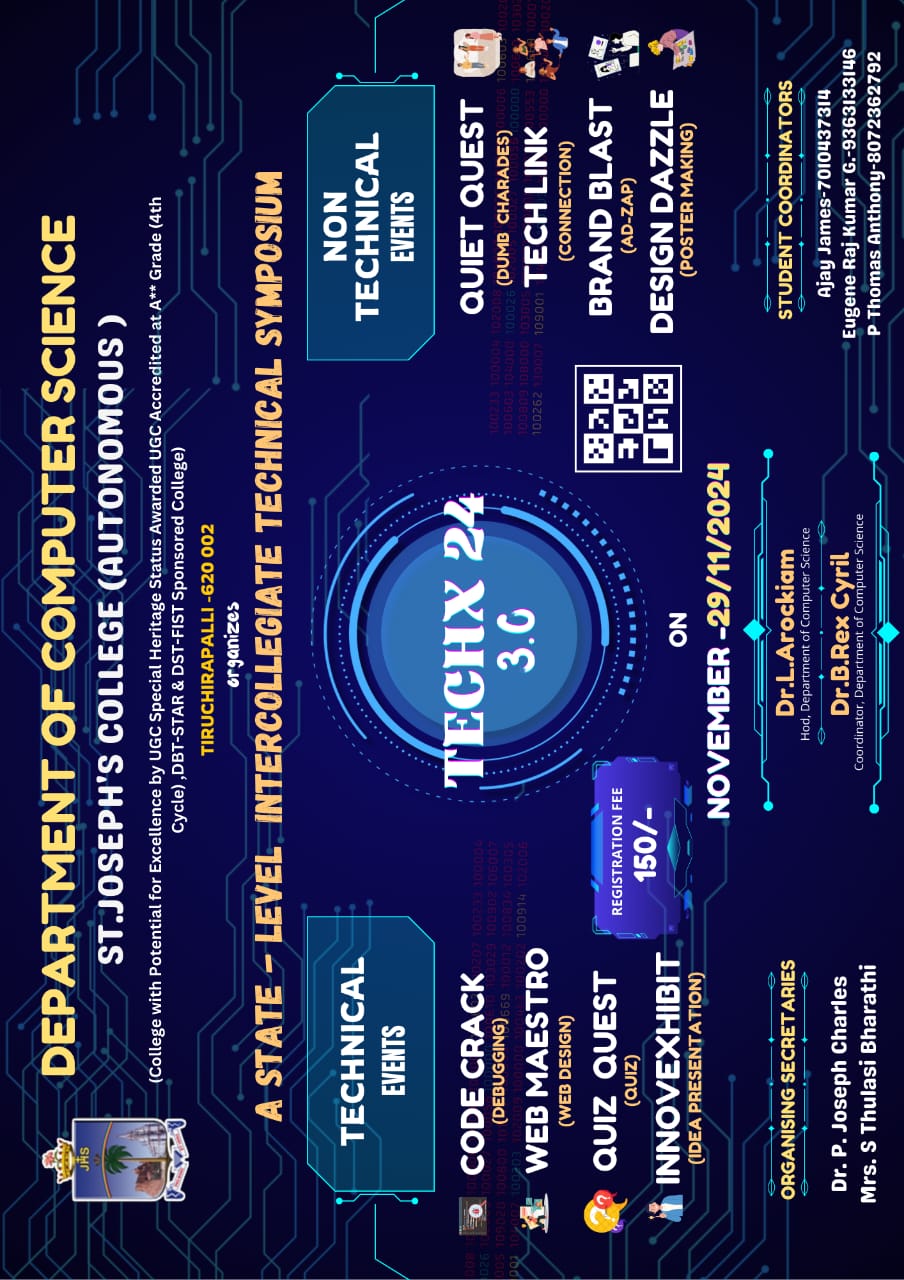 DEPARTMENT OF COMPUTER SCIENCE
JHS
ST.JOSEPH'S COLLEGE (AUTONOMOUS )
(College with Potential for Excellence by UGC Special Heritage Status Awarded UGC Accredited at A** Grade (4th
Cycle) ,DBT-STAR & DST-FIST Sponsored College)
TIRUCHIRAPALLI -620 002
organizes
A STATE - LEVEL INTERCOLLEGIATE TECHNICAL SYMPOSIUM
TECHNICAL
EVENTS
CODE CRACK
(DEBUGGING)
WEB MAESTRO
(WEB DESIGN)
QUIZ QUEST
(QUIZ)
INNOVEXHIBIT
(IDEA PRESENTATION)
REGISTRATION FEE
150/-
TECHX 24
3.0
ON
NOVEMBER -29/11/2024
NON
TECHNICAL
EVENTS
QUIET QUEST
(DUMB CHARADES)
TECH LINK
(CONNECTION)
BRAND BLAST
(AD-ZAP)
DESIGN DAZZLE
(POSTER MAKING)
ORGANISING SECRETARIES
Dr. P. Joseph Charles
Mrs. S Thulasi Bharathi
Dr.L.Arockiam
Hod, Department of Computer Science
Dr.B.Rex Cyril
Coordinator, Department of Computer Science
STUDENT COORDINATORS
Ajay James-7010437314
Eugene Raj Kumar G.-9363133146
P Thomas Anthony-8072362792